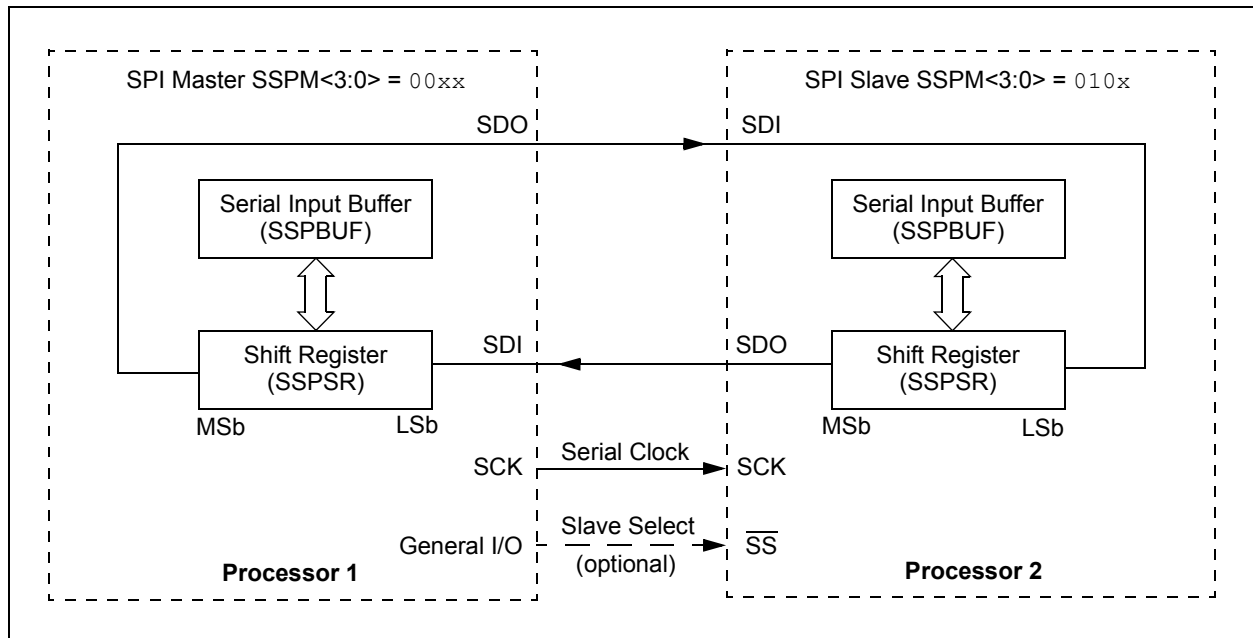 SPI Master SSPM<3:0> = 00xx
SPI Slave SSPM<3:0> = 010x
SDO
SDI
Serial Input Buffer
(SSPBUF)
Serial Input Buffer
(SSPBUF)
SDI
SDO
Shift Register
(SSPSR)
Shift Register
(SSPSR)
MSb
LSb
MSb
LSb
SCK
Serial Clock
SCK
General I/O
Slave Select
(optional)
SS
Processor 1
Processor 2